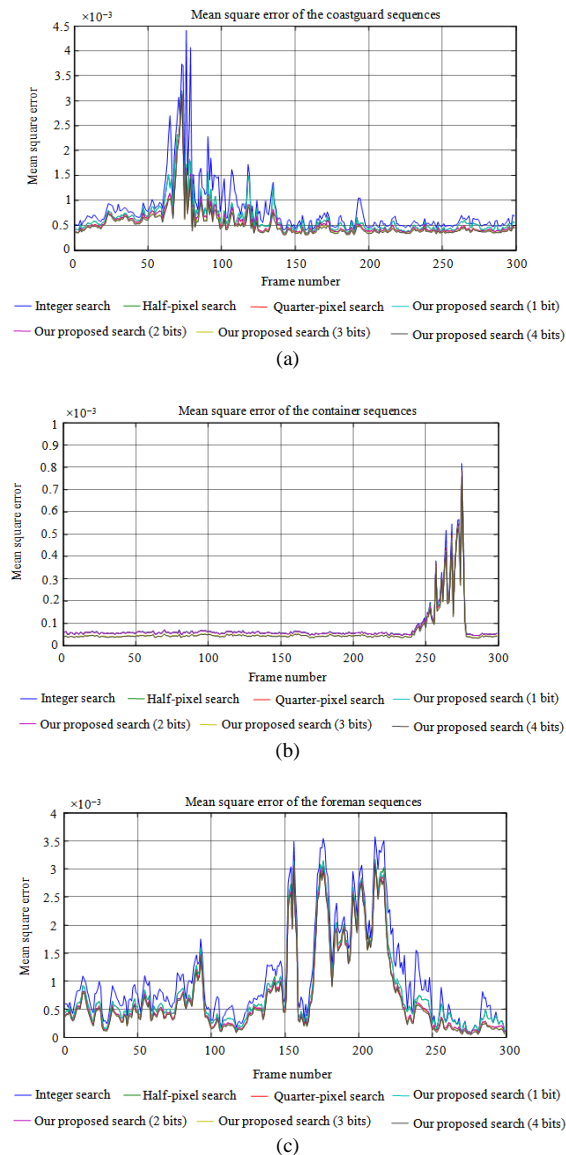 Mean square error of the coastguard sequences
×10⁻³
4.5
4
3.5
3
2.5
2
1.5
1
0.5
0
Mean square error
0 50 100 150 200 250 300
Frame number
Integer search Half-pixel search Quarter-pixel search Our proposed search (1 bit)
Our proposed search (2 bits) Our proposed search (3 bits) Our proposed search (4 bits)
(a)
Mean square error of the container sequences
×10⁻³
1
0.9
0.8
0.7
0.6
0.5
0.4
0.3
0.2
0.1
0
Mean square error
0 50 100 150 200 250 300
Frame number
Integer search Half-pixel search Quarter-pixel search Our proposed search (1 bit)
Our proposed search (2 bits) Our proposed search (3 bits) Our proposed search (4 bits)
(b)
Mean square error of the foreman sequences
×10⁻³
4
3.5
3
2.5
2
1.5
1
0.5
0
Mean square error
0 50 100 150 200 250 300
Frame number
Integer search Half-pixel search Quarter-pixel search Our proposed search (1 bit)
Our proposed search (2 bits) Our proposed search (3 bits) Our proposed search (4 bits)
(c)